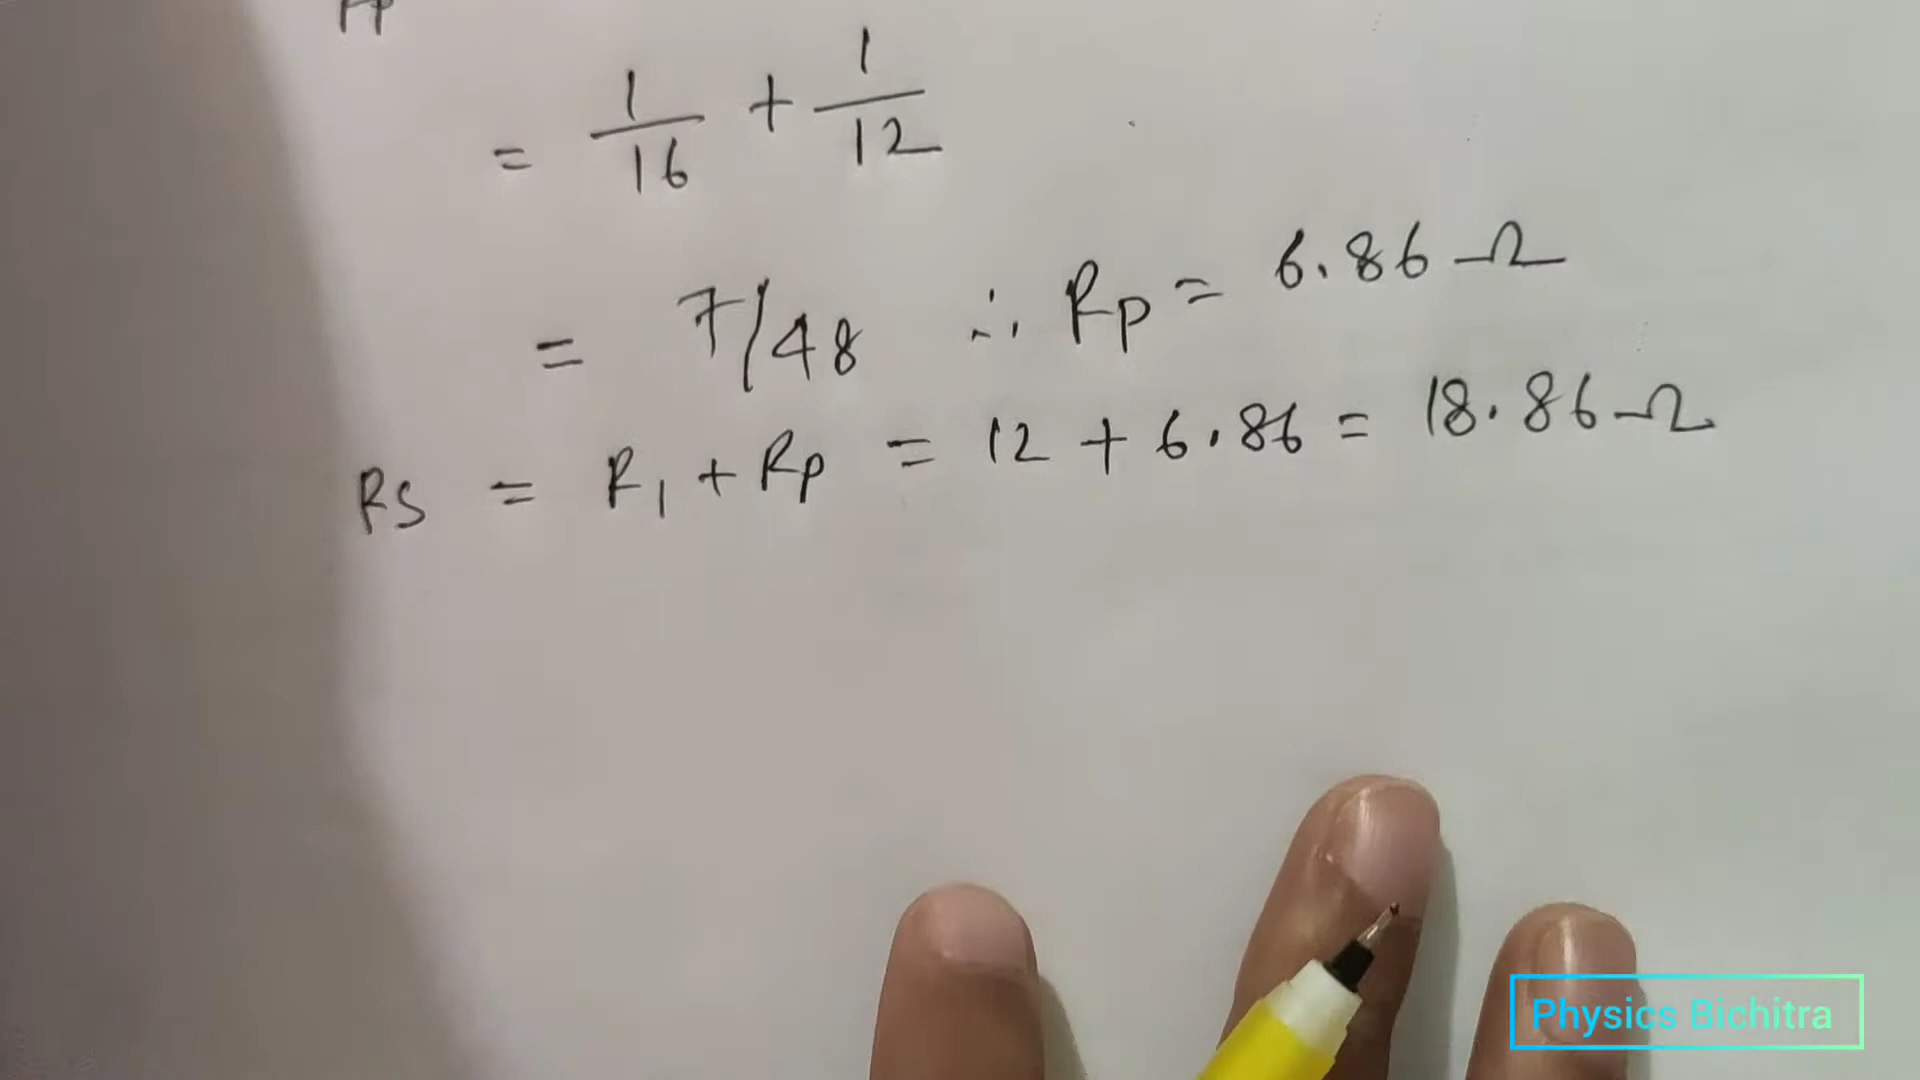 = 1/16 + 1/12
= 7/48 ∴ Rp = 6.86 Ω
RS = R1 + Rp = 12 + 6.86 = 18.86 Ω
Physics Bichitra